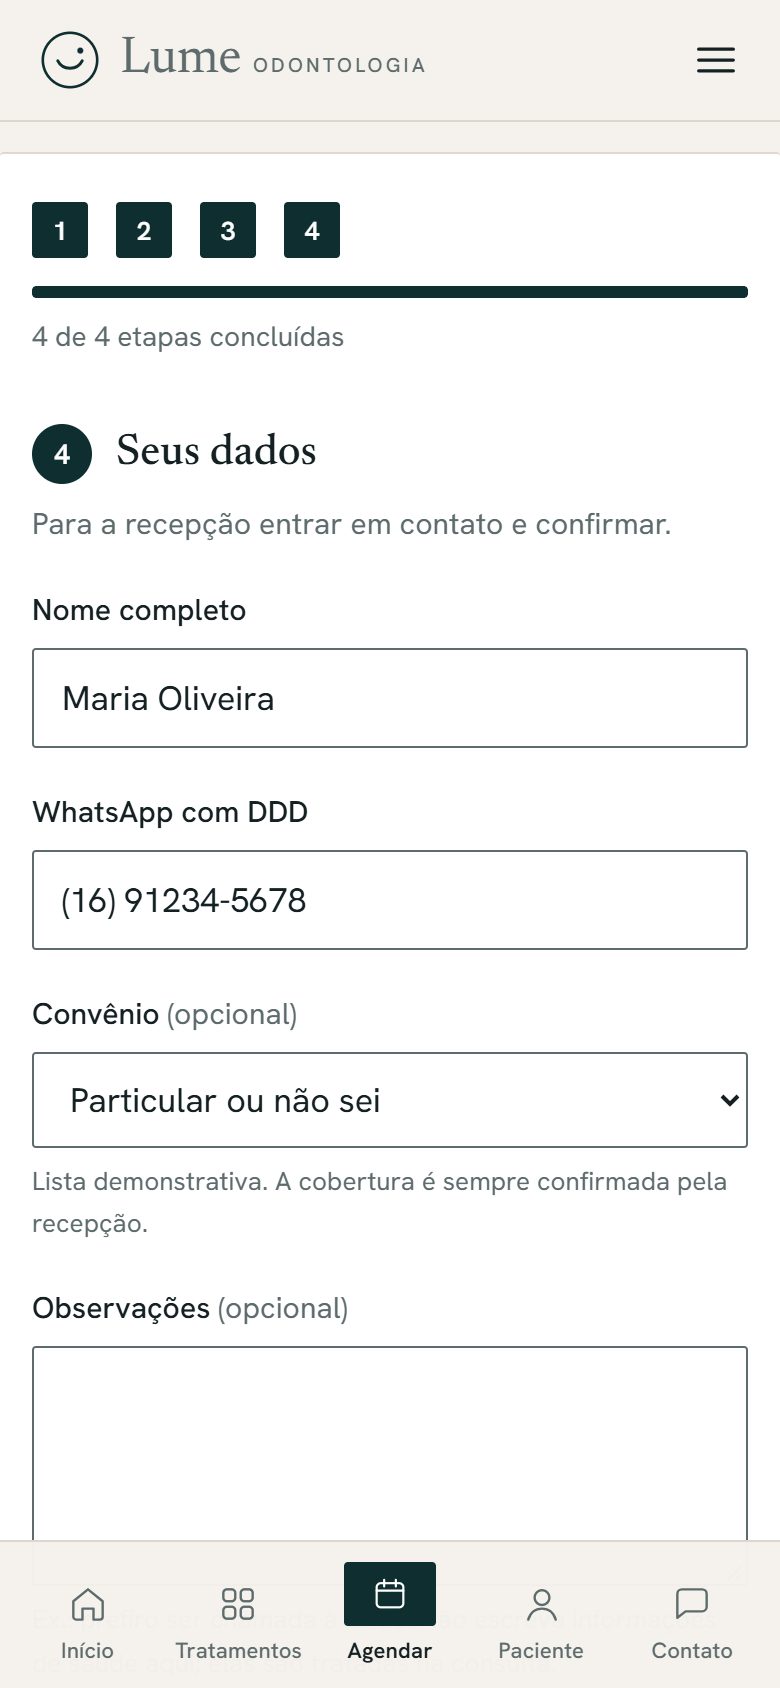 Lume ODONTOLOGIA
1 2 3 4
4 de 4 etapas concluídas
4 Seus dados
Para a recepção entrar em contato e confirmar.
Nome completo
Maria Oliveira
WhatsApp com DDD
(16) 91234-5678
Convênio (opcional)
Particular ou não sei
Lista demonstrativa. A cobertura é sempre confirmada pela
recepção.
Observações (opcional)
Início Tratamentos Agendar Paciente Contato